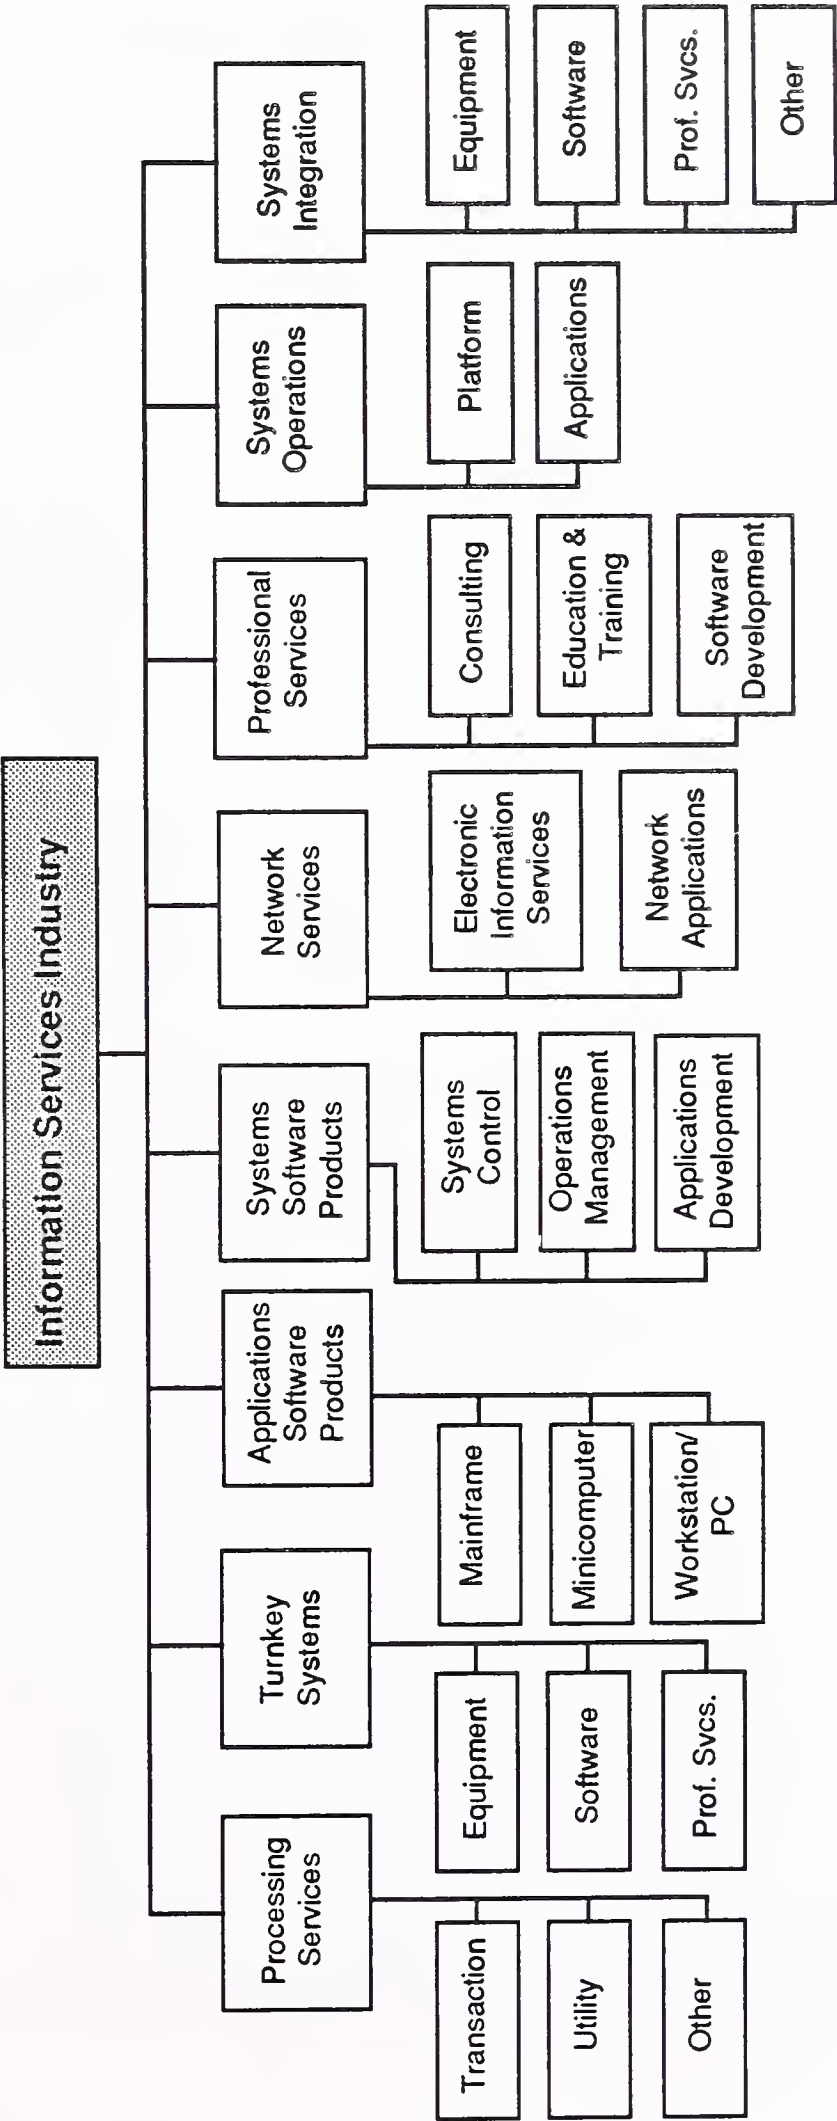 Information Services Industry
Processing
Services
Transaction
Utility
Other
Turnkey
Systems
Equipment
Software
Prof. Svcs.
Applications
Software
Products
Mainframe
Minicomputer
Workstation/
PC
Systems
Software
Products
Systems
Control
Operations
Management
Applications
Development
Network
Services
Electronic
Information
Services
Network
Applications
Professional
Services
Consulting
Education &
Training
Software
Development
Systems
Operations
Platform
Applications
Systems
Integration
Equipment
Software
Prof. Svcs.
Other